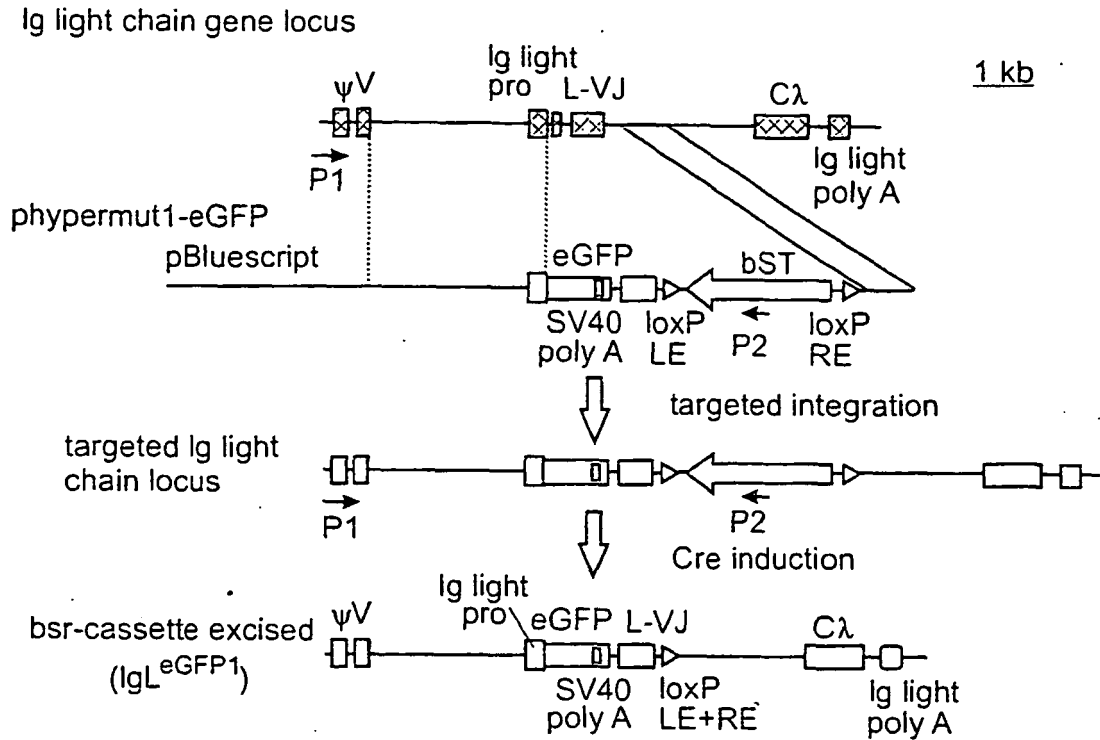 Ig light chain gene locus
1 kb
ψV
Ig light
pro
L-VJ
Cλ
P1
Ig light
poly A
phypermut1-eGFP
pBluescript
eGFP
bST
SV40
poly A
loxP
LE
P2
loxP
RE
targeted integration
targeted Ig light
chain locus
P1
P2
Cre induction
Ig light
pro
ψV
eGFP
L-VJ
Cλ
bsr-cassette excised
(IgL^eGFP1)
SV40
poly A
loxP
LE+RE
Ig light
poly A